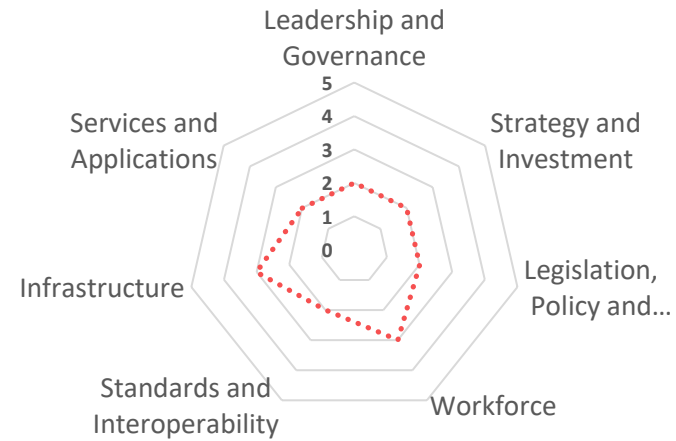 Leadership and
Governance
5
4
3
2
1
0
Strategy and
Investment
Legislation,
Policy and...
Workforce
Standards and
Interoperability
Infrastructure
Services and
Applications